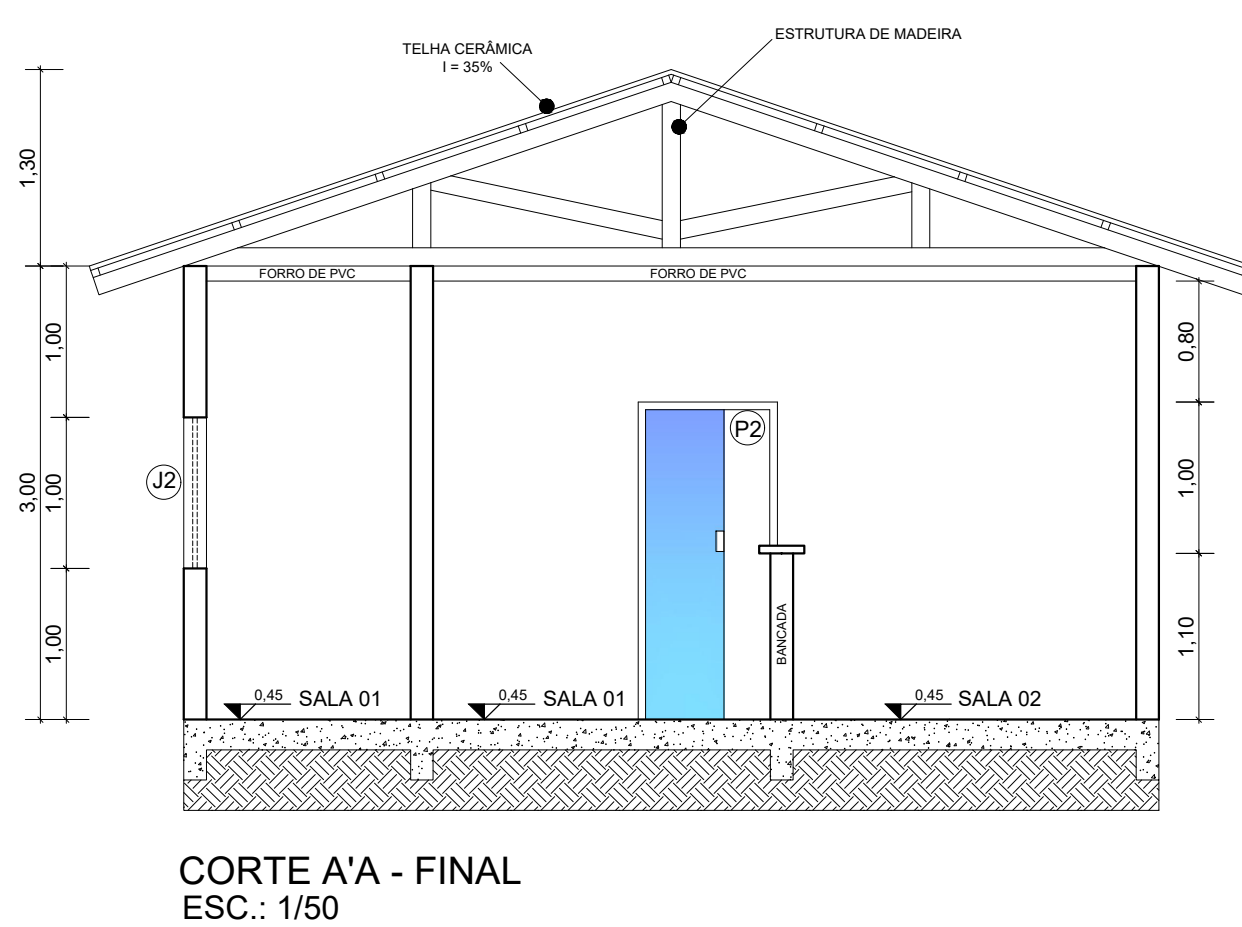 ESTRUTURA DE MADEIRA
TELHA CERÂMICA
I = 35%
1,30
FORRO DE PVC
FORRO DE PVC
1,00
0,80
P2
J2
3,00
1,00
1,00
1,00
1,10
BANCADA
0,45 SALA 01
0,45 SALA 01
0,45 SALA 02
CORTE A'A - FINAL
ESC.: 1/50